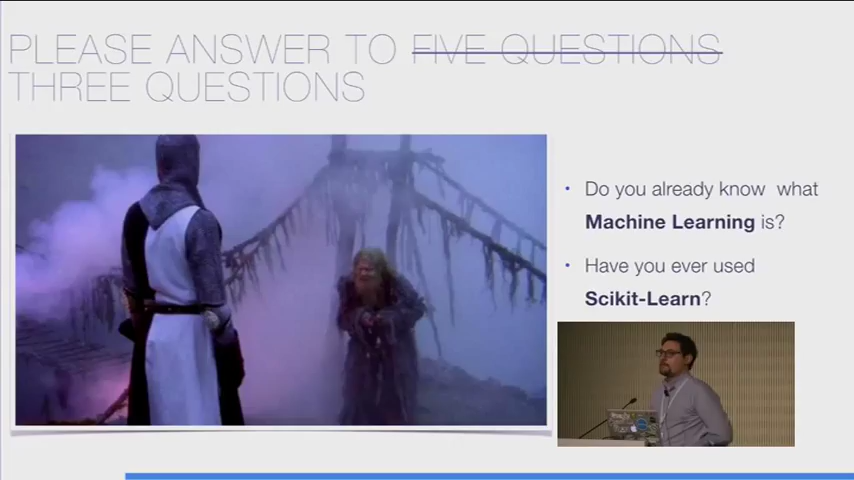 PLEASE ANSWER TO FIVE QUESTIONS
THREE QUESTIONS
• Do you already know what
Machine Learning is?
• Have you ever used
Scikit-Learn?